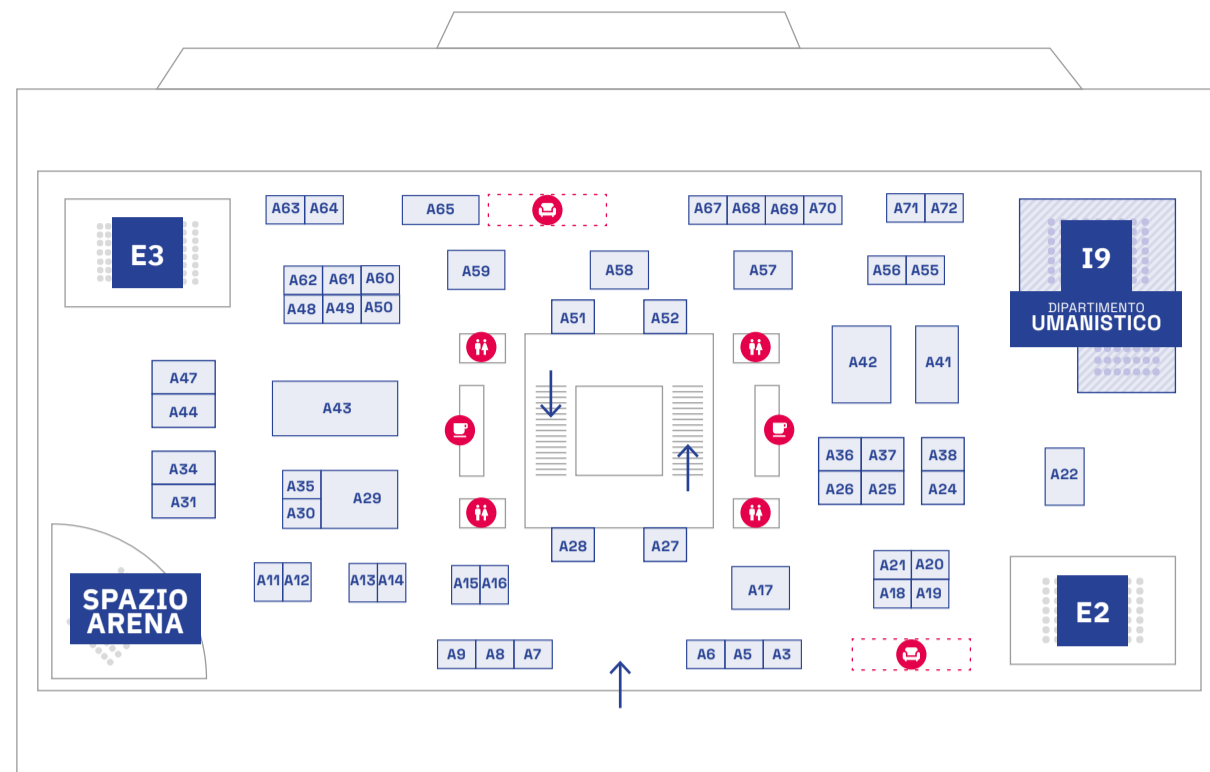 A63 A64 A65 A67 A68 A69 A70 A71 A72
E3
I9
DIPARTIMENTO
UMANISTICO
A59 A58 A57 A56 A55
A62 A61 A60
A48 A49 A50
A51 A52
A42 A41
A47
A44
A43
A34
A31
A35
A30
A29
A36 A37 A38
A26 A25 A24
A22
A28 A27
A11 A12 A13 A14 A15 A16 A17
A21 A20
A18 A19
SPAZIO
ARENA
E2
A9 A8 A7 A6 A5 A3